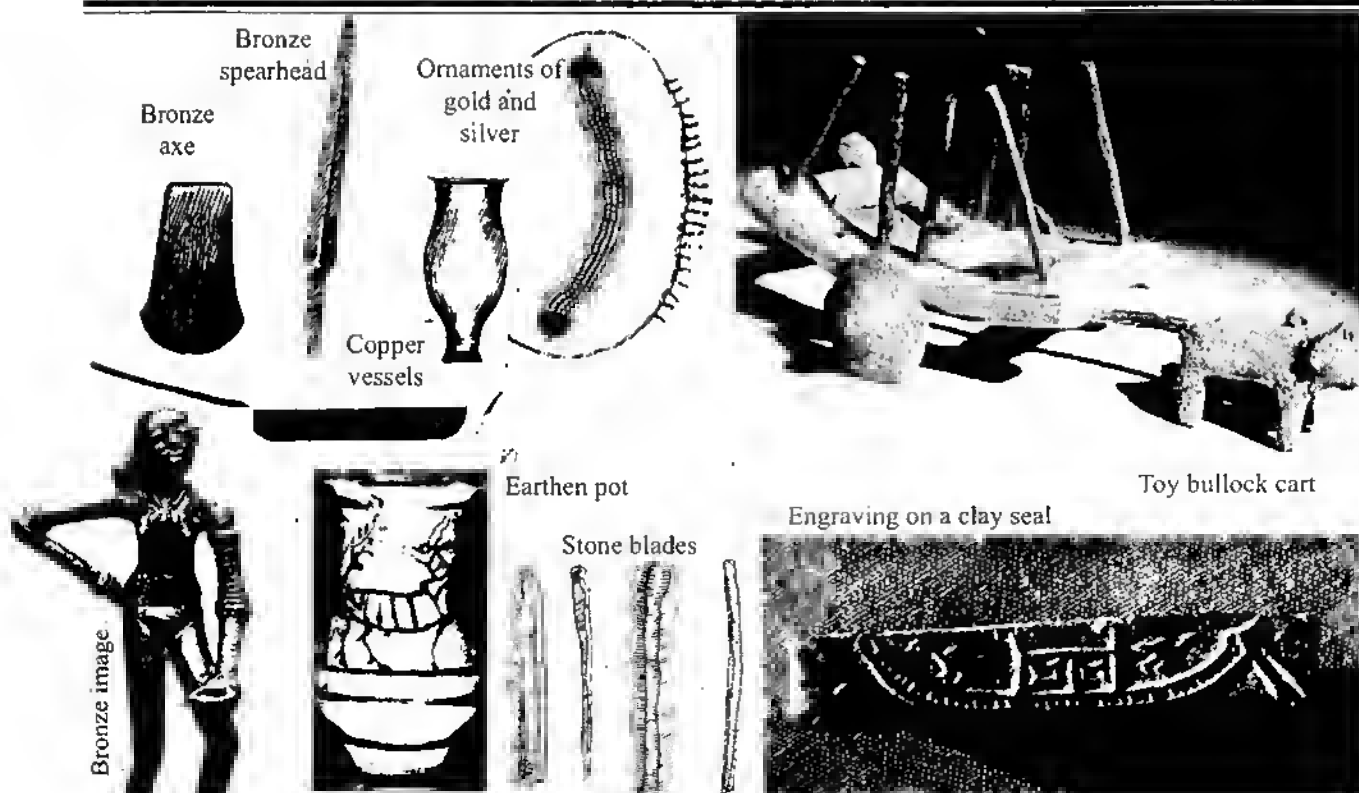 Bronze
spearhead
Ornaments of
gold and
silver
Bronze
axe
Copper
vessels
Toy bullock cart
Earthen pot
Engraving on a clay seal
Stone blades
Bronze image